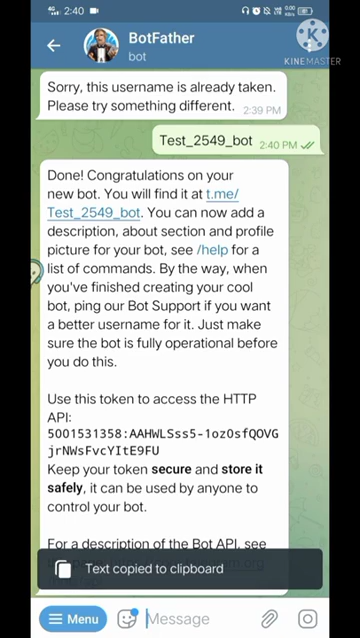 2:40
BotFather
bot
KINEMASTER
Sorry, this username is already taken.
Please try something different. 2:39 PM
Test_2549_bot 2:40 PM
Done! Congratulations on your
new bot. You will find it at t.me/
Test_2549_bot. You can now add a
description, about section and profile
picture for your bot, see /help for a
list of commands. By the way, when
you've finished creating your cool
bot, ping our Bot Support if you want
a better username for it. Just make
sure the bot is fully operational before
you do this.
Use this token to access the HTTP
API:
5001531358:AAHWLSss5-1oz0sfQOVG
jrNWsFvcYItE9FU
Keep your token secure and store it
safely, it can be used by anyone to
control your bot.
For a description of the Bot API, see
Text copied to clipboard
Menu
Message